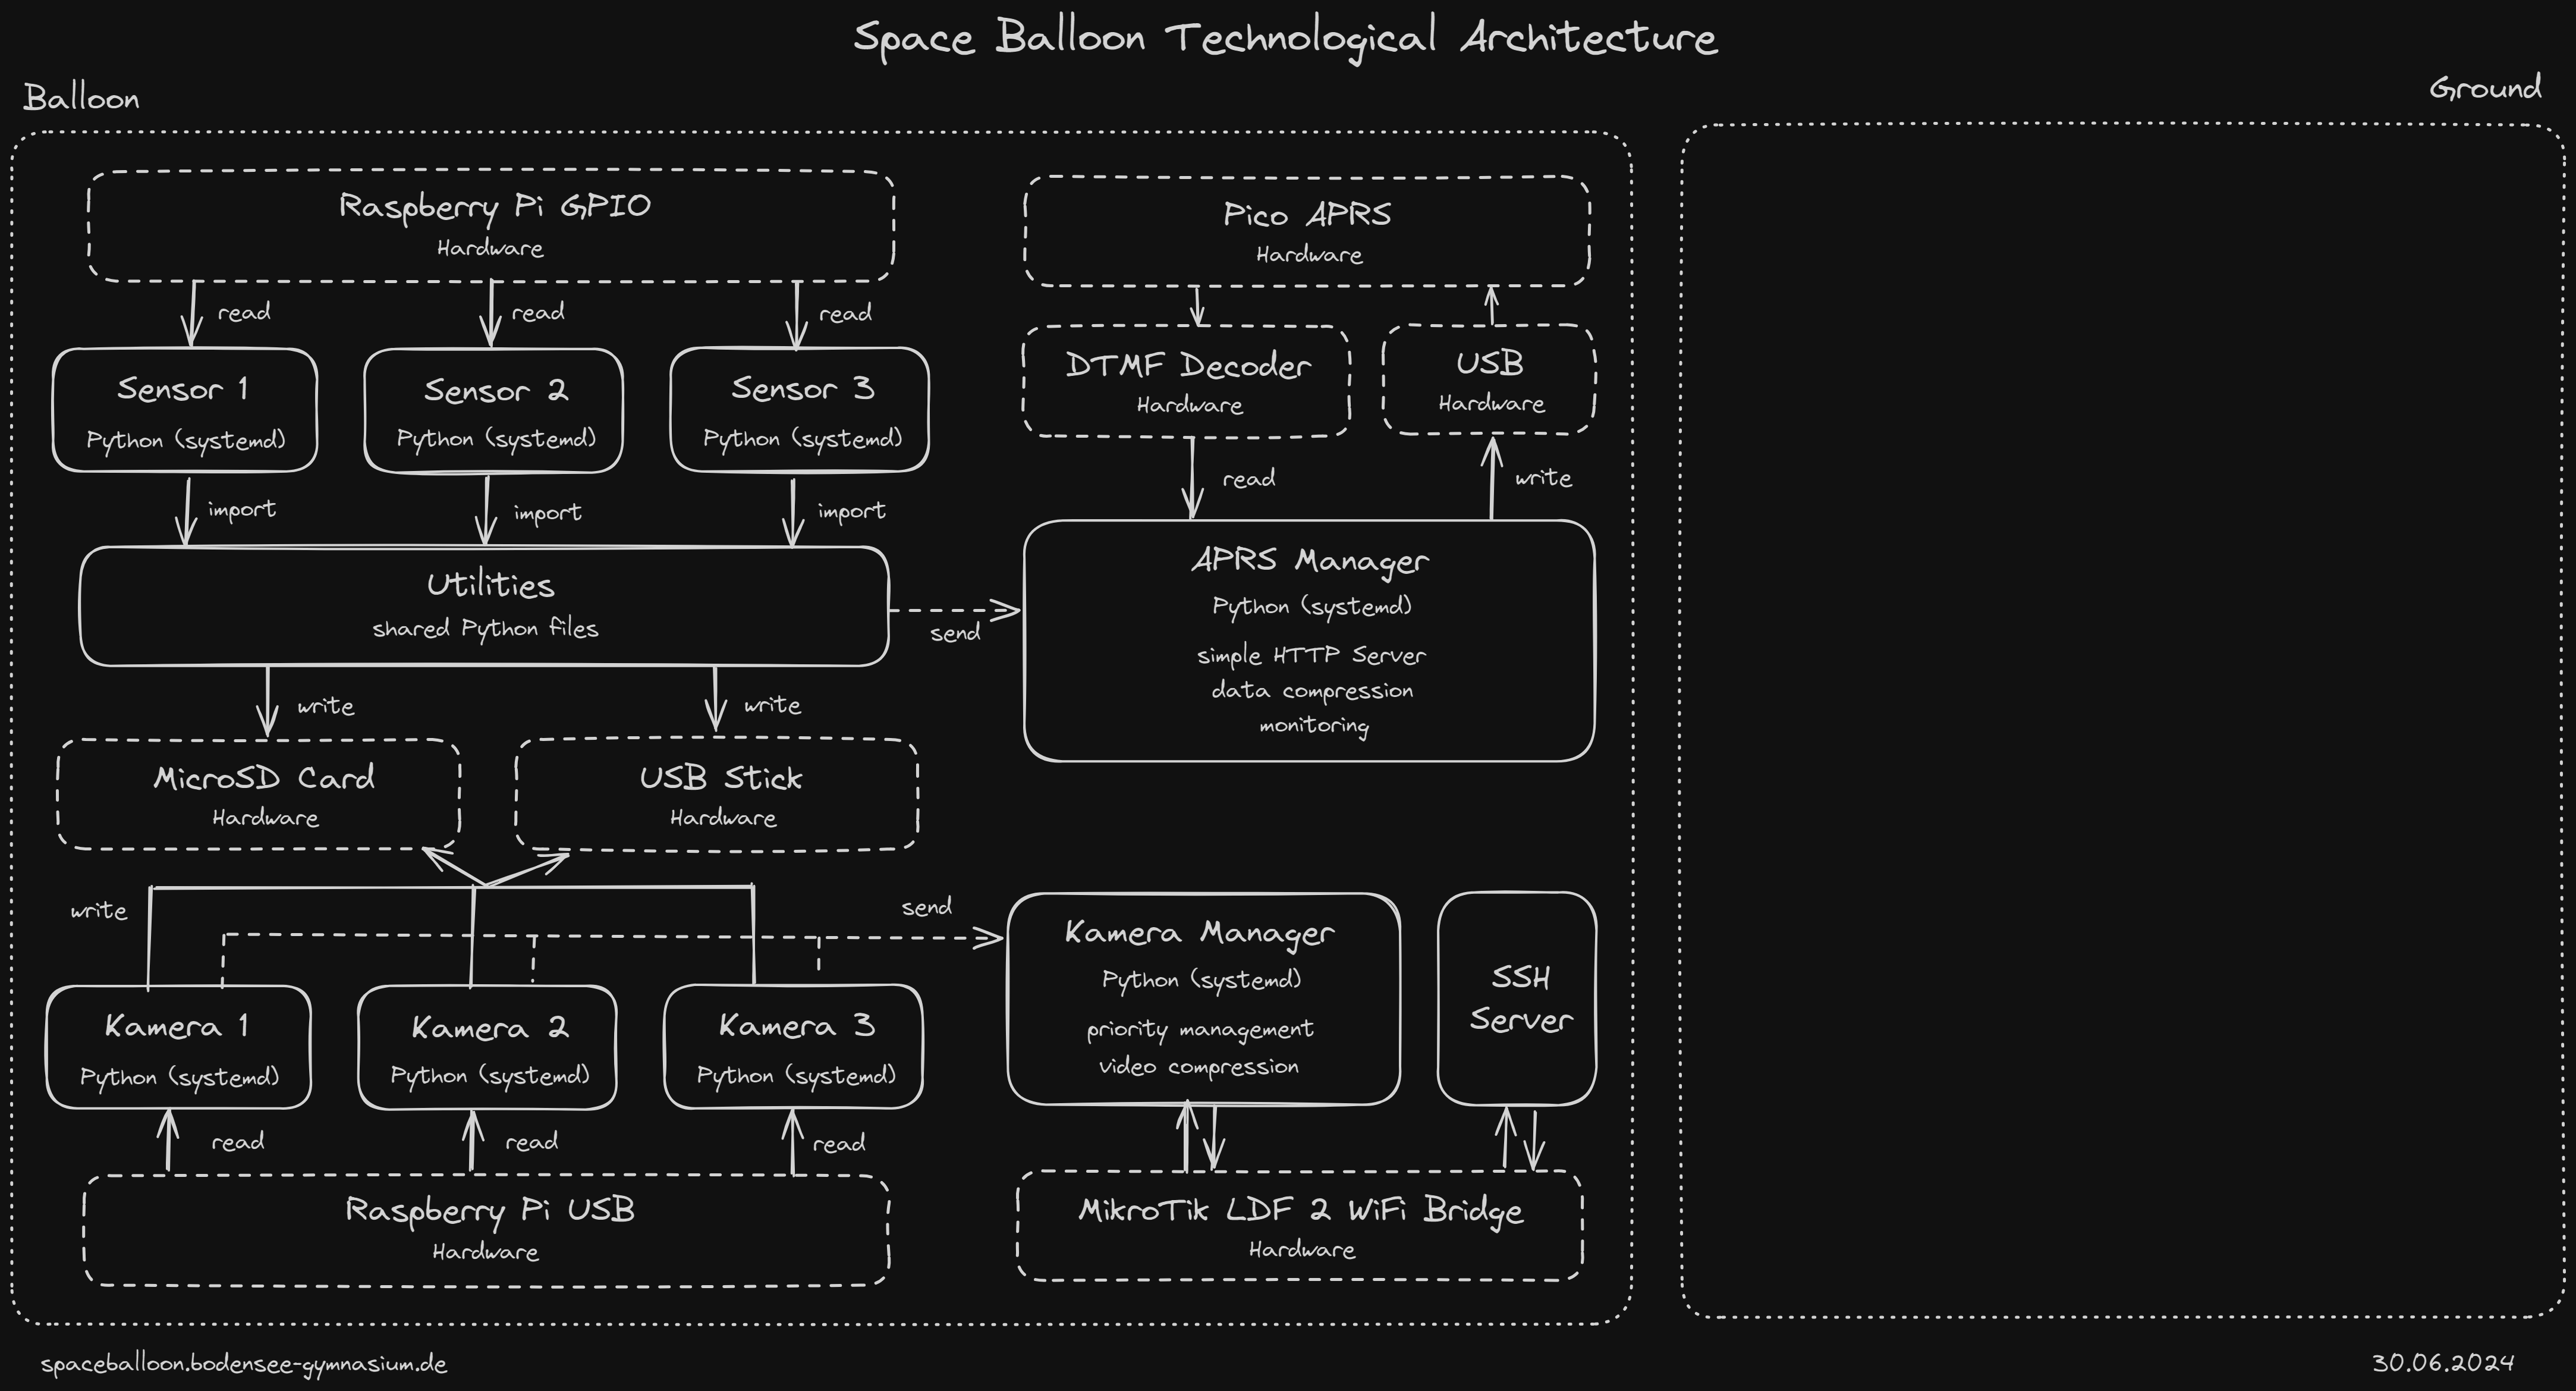 Space Balloon Technological Architecture
Balloon
Ground
Raspberry Pi GPIO
Hardware
read
read
read
Sensor 1
Python (systemd)
Sensor 2
Python (systemd)
Sensor 3
Python (systemd)
import
import
import
Utilities
shared Python files
send
write
write
MicroSD Card
Hardware
USB Stick
Hardware
write
send
Kamera 1
Python (systemd)
Kamera 2
Python (systemd)
Kamera 3
Python (systemd)
read
read
read
Raspberry Pi USB
Hardware
Pico APRS
Hardware
DTMF Decoder
Hardware
USB
Hardware
read
write
APRS Manager
Python (systemd)
simple HTTP Server
data compression
monitoring
Kamera Manager
Python (systemd)
priority management
video compression
SSH
Server
MikroTik LDF 2 WiFi Bridge
Hardware
spaceballoon.bodensee-gymnasium.de
30.06.2024